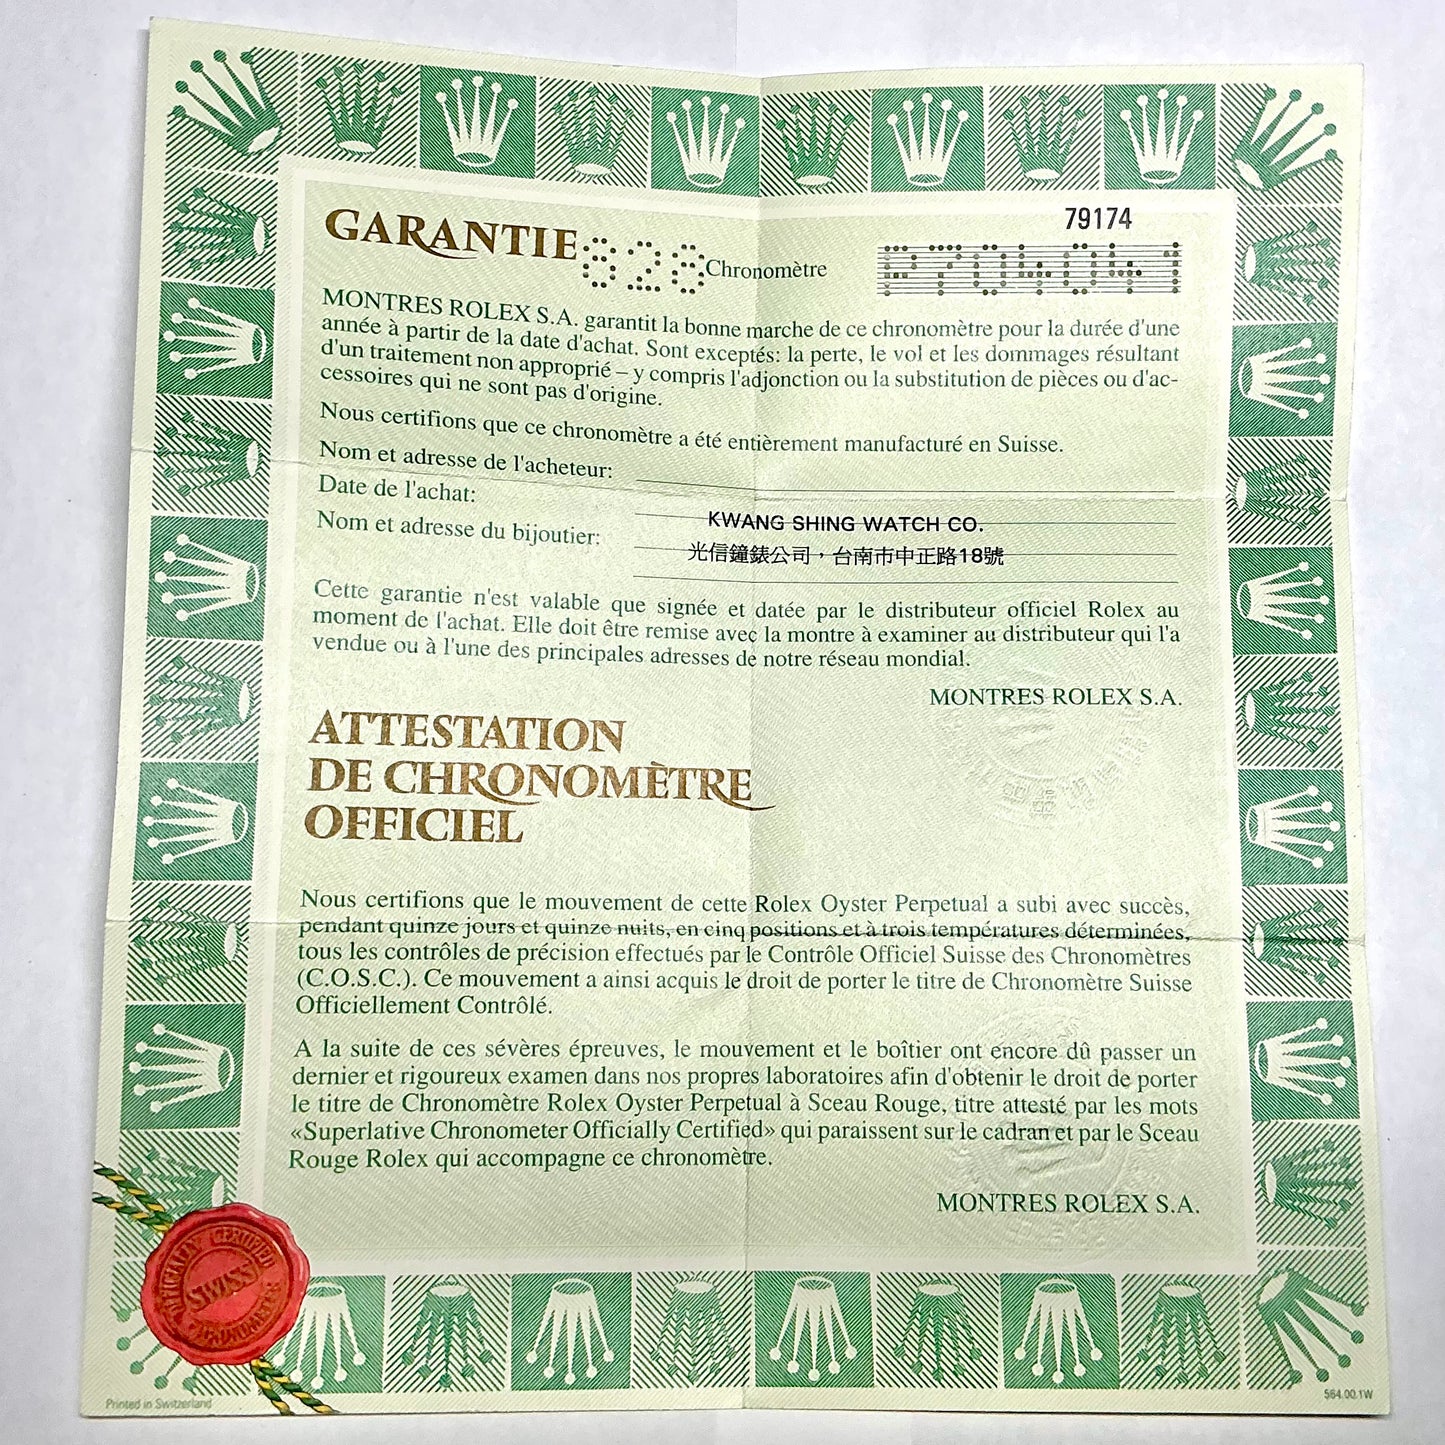 79174
GARANTIE 828 Chronomètre P704041
MONTRES ROLEX S.A. garantit la bonne marche de ce chronomètre pour la durée d'une
année à partir de la date d'achat. Sont exceptés: la perte, le vol et les dommages résultant
d'un traitement non approprié – y compris l'adjonction ou la substitution de pièces ou d'ac-
cessoires qui ne sont pas d'origine.
Nous certifions que ce chronomètre a été entièrement manufacturé en Suisse.
Nom et adresse de l'acheteur:
Date de l'achat:
Nom et adresse du bijoutier: KWANG SHING WATCH CO.
光信鐘錶公司，台南市中正路18號
Cette garantie n'est valable que signée et datée par le distributeur officiel Rolex au
moment de l'achat. Elle doit être remise avec la montre à examiner au distributeur qui l'a
vendue ou à l'une des principales adresses de notre réseau mondial.
MONTRES ROLEX S.A.
ATTESTATION
DE CHRONOMÈTRE
OFFICIEL
Nous certifions que le mouvement de cette Rolex Oyster Perpetual a subi avec succès,
pendant quinze jours et quinze nuits, en cinq positions et à trois températures déterminées,
tous les contrôles de précision effectués par le Contrôle Officiel Suisse des Chronomètres
(C.O.S.C.). Ce mouvement a ainsi acquis le droit de porter le titre de Chronomètre Suisse
Officiellement Contrôlé.
A la suite de ces sévères épreuves, le mouvement et le boîtier ont encore dû passer un
dernier et rigoureux examen dans nos propres laboratoires afin d'obtenir le droit de porter
le titre de Chronomètre Rolex Oyster Perpetual à Sceau Rouge, titre attesté par les mots
«Superlative Chronometer Officially Certified» qui paraissent sur le cadran et par le Sceau
Rouge Rolex qui accompagne ce chronomètre.
MONTRES ROLEX S.A.
OFFICIALLY CERTIFIED
SWISS
CHRONOMETER
Printed in Switzerland
564.00.1W